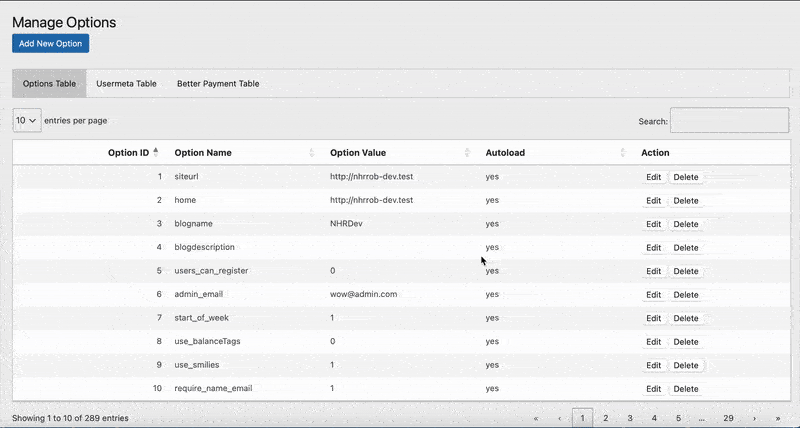 Manage Options
Add New Option
Options Table Usermeta Table Better Payment Table
10 entries per page Search:
Option ID Option Name Option Value Autoload Action
1 siteurl http://nhrrob-dev.test yes Edit Delete
2 home http://nhrrob-dev.test yes Edit Delete
3 blogname NHRDev yes Edit Delete
4 blogdescription yes Edit Delete
5 users_can_register 0 yes Edit Delete
6 admin_email wow@admin.com yes Edit Delete
7 start_of_week 1 yes Edit Delete
8 use_balanceTags 0 yes Edit Delete
9 use_smilies 1 yes Edit Delete
10 require_name_email 1 yes Edit Delete
Showing 1 to 10 of 289 entries « ‹ 1 2 3 4 5 ... 29 › »